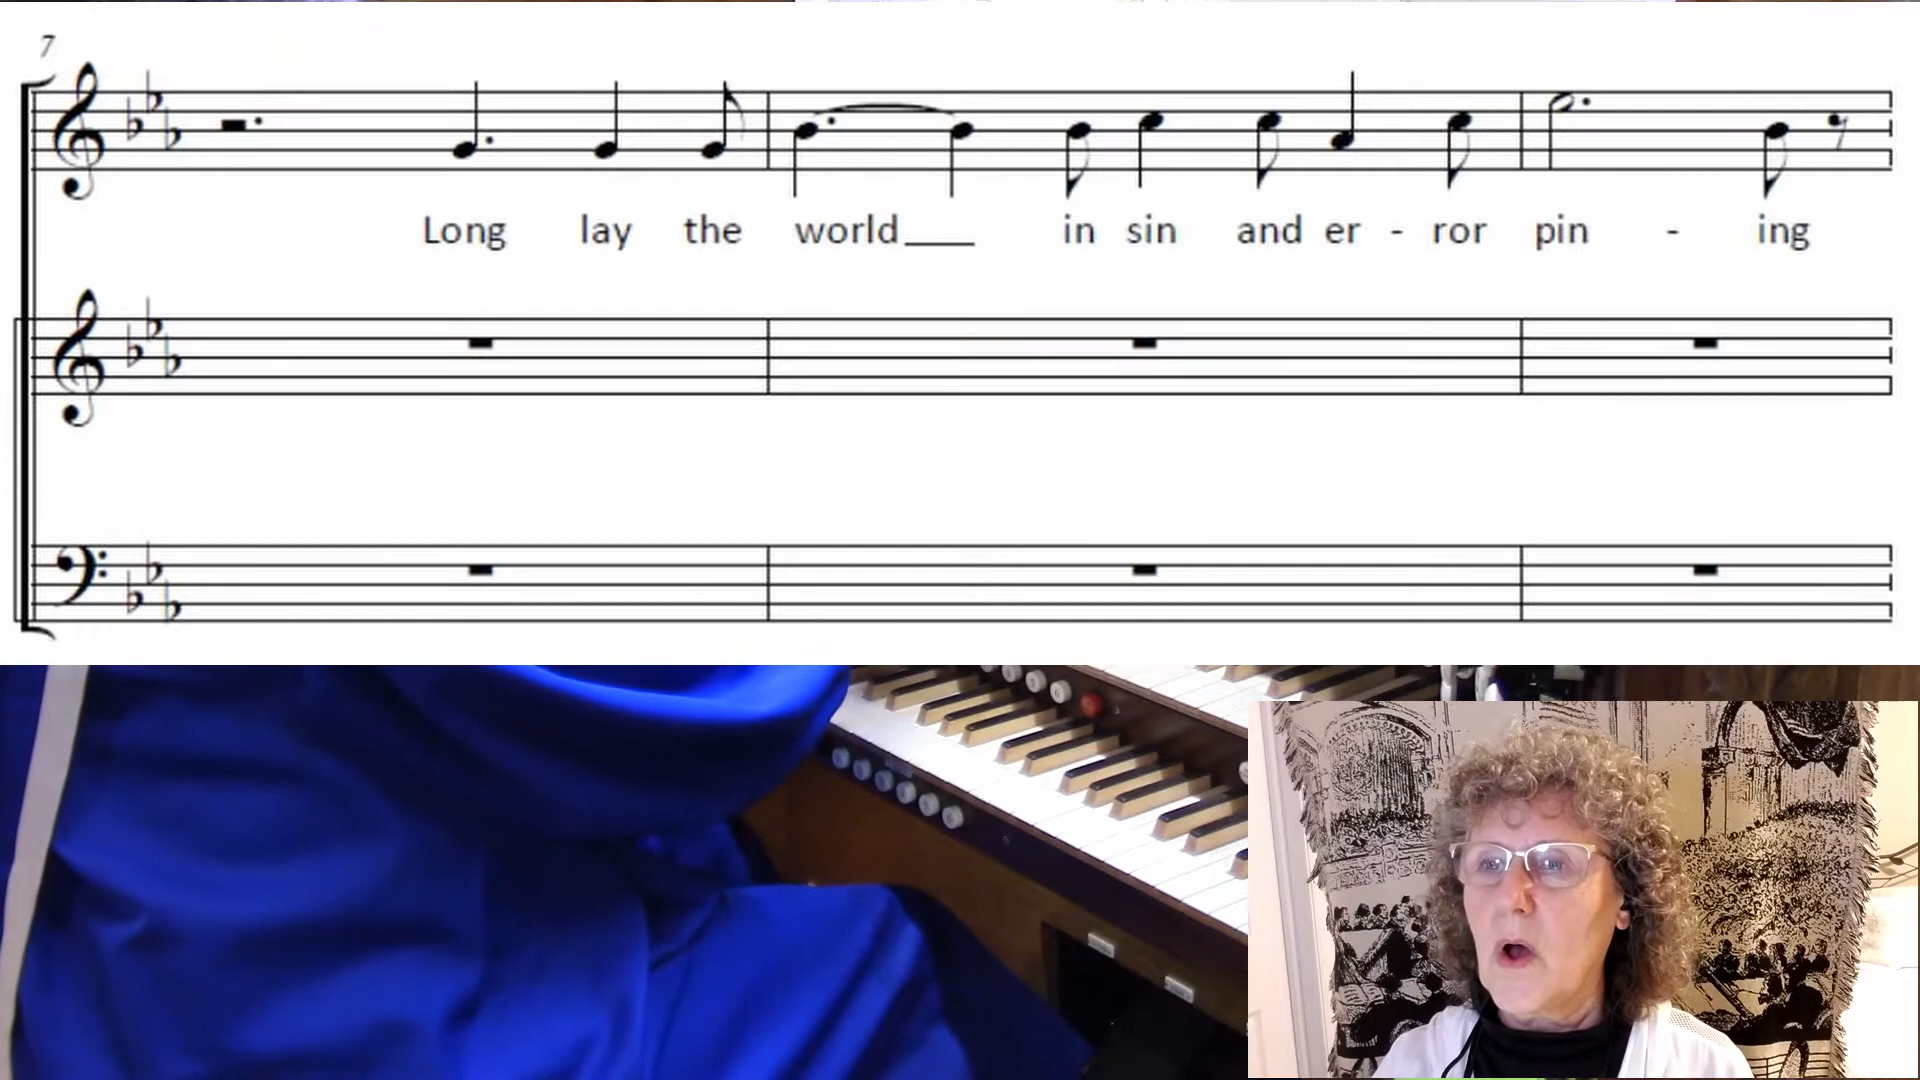 7
Long lay the world___ in sin and er - ror pin - ing